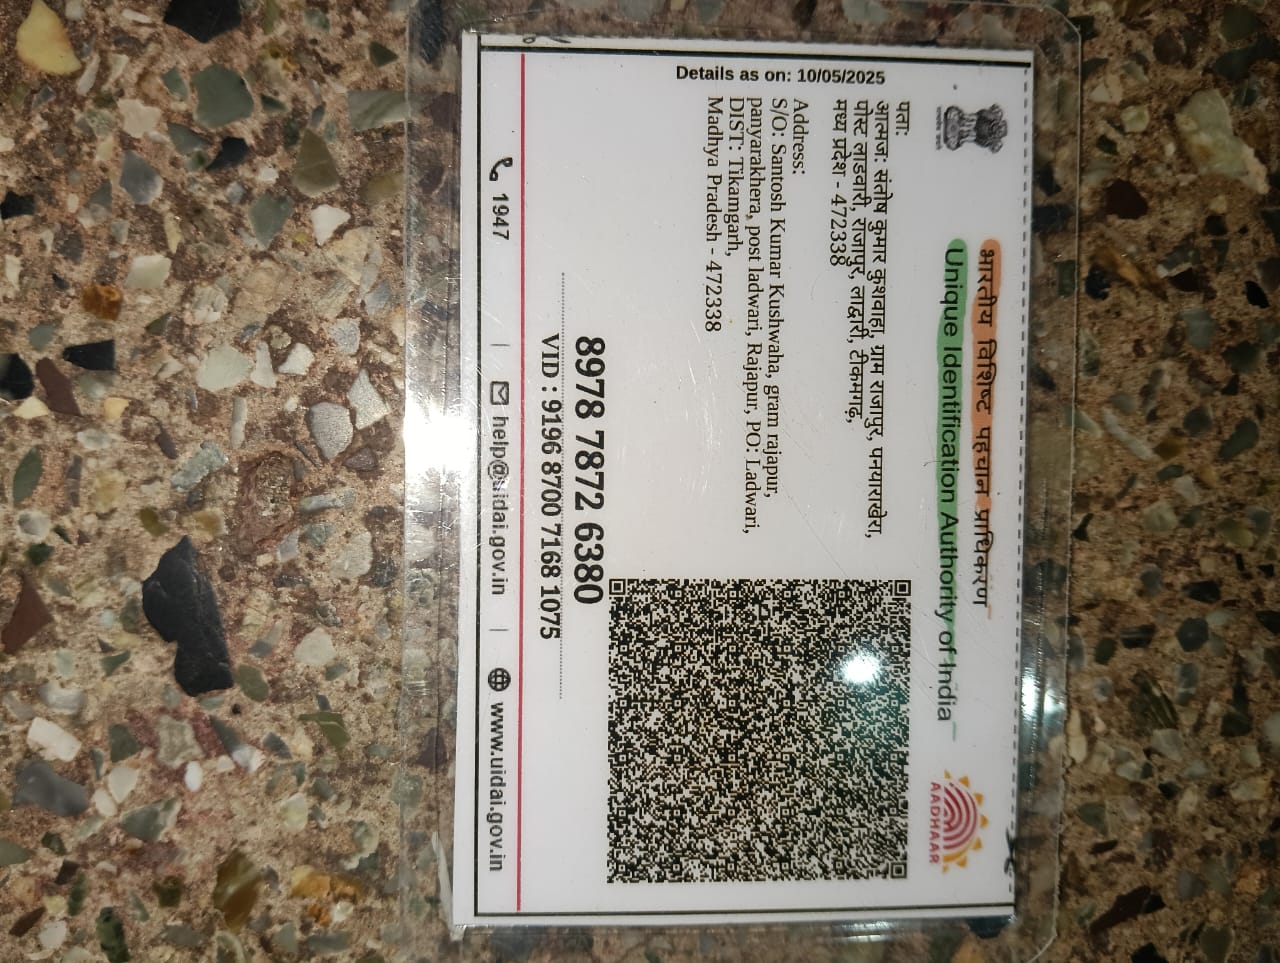 भारतीय विशिष्ट पहचान प्राधिकरण
Unique Identification Authority of India
AADHAAR
पता:
आत्मज: संतोष कुमार कुशवाहा, ग्राम राजापुर, पनयाराखेरा,
पोस्ट लाडवारी, राजापुर, लद्वारी, टीकमगढ़,
मध्य प्रदेश - 472338
Address:
S/O: Santosh Kumar Kushwaha, gram rajapur,
panyarakhera, post ladwari, Rajapur, PO: Ladwari,
DIST: Tikamgarh,
Madhya Pradesh - 472338
Details as on: 10/05/2025
8978 7872 6380
VID : 9196 8700 7168 1075
1947 | help@uidai.gov.in | www.uidai.gov.in